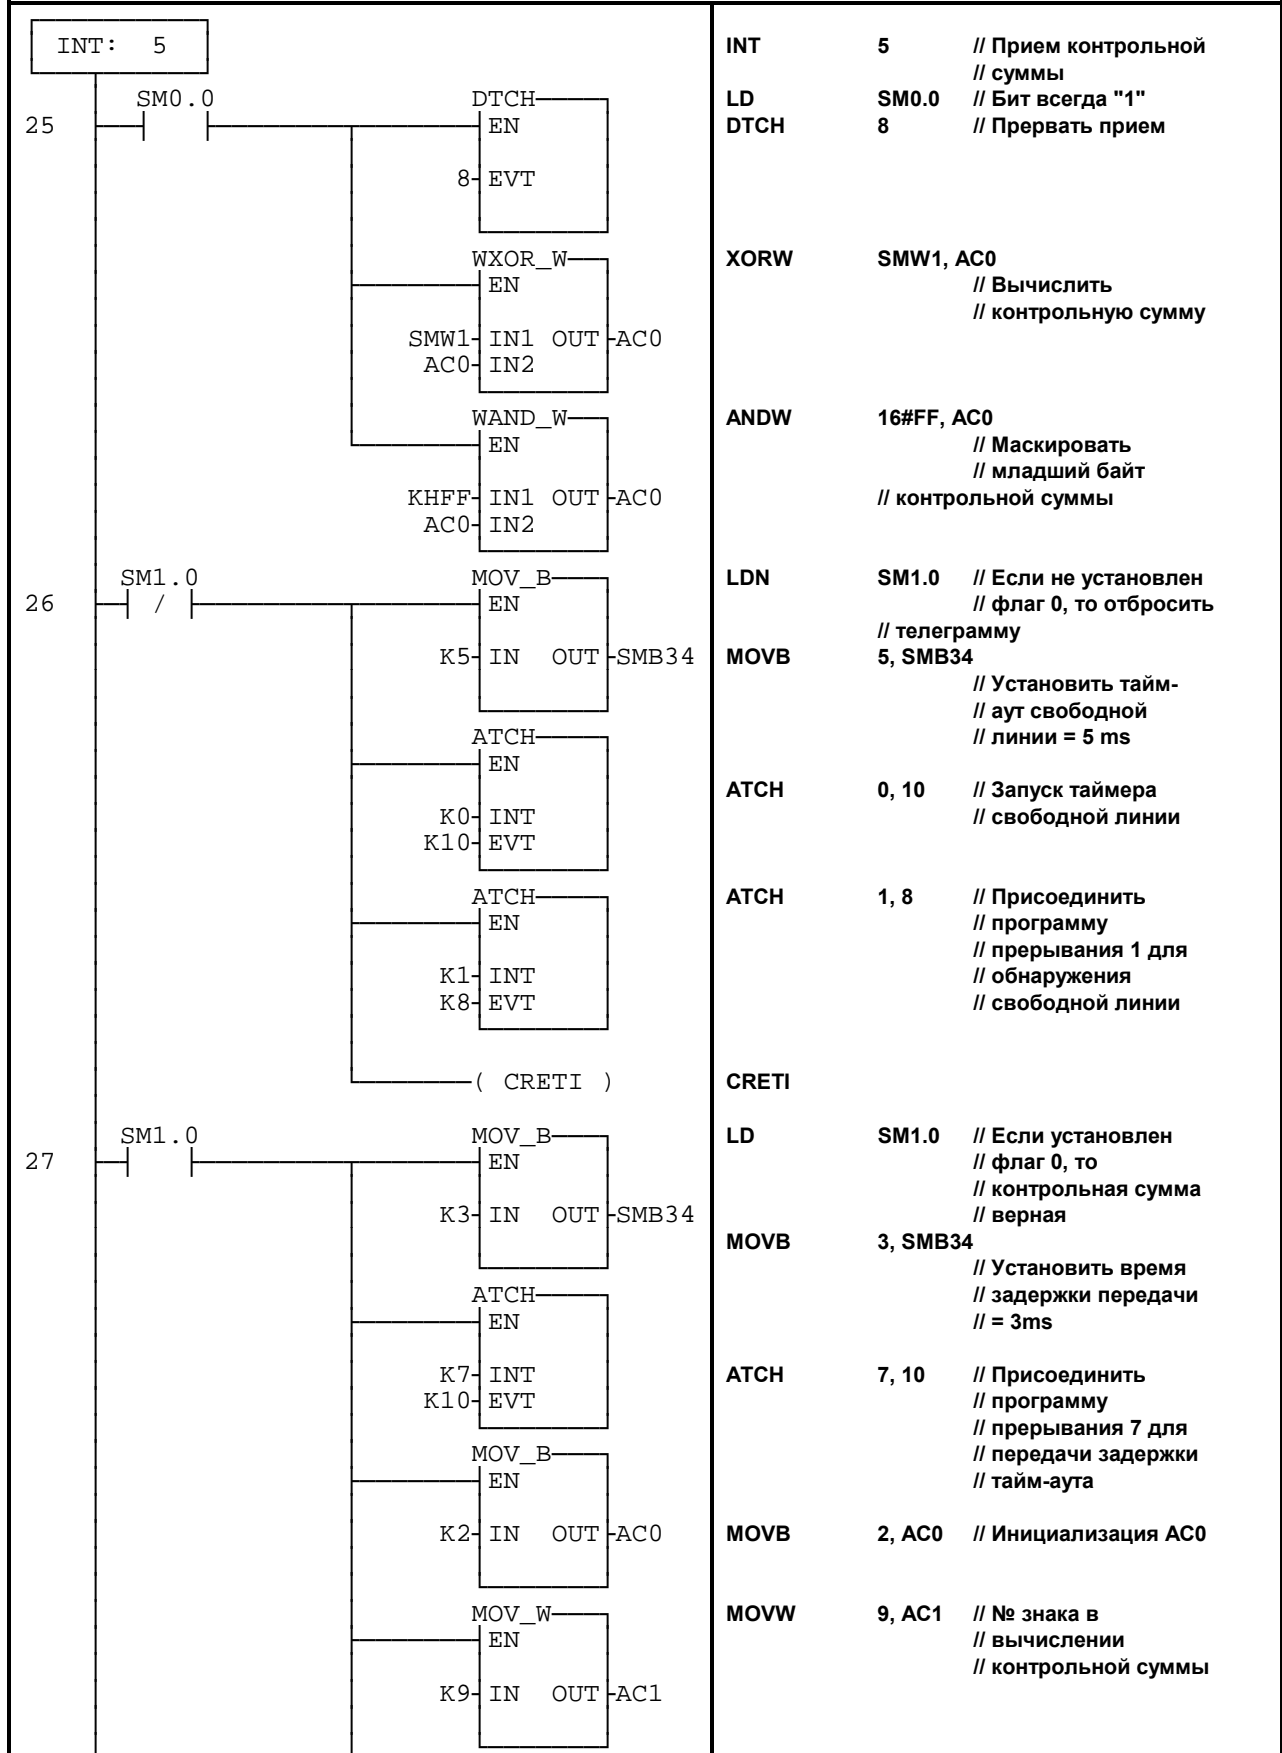 INT: 5
INT 5 // Прием контрольной
// суммы
SM0.0 DTCH LD SM0.0 // Бит всегда "1"
25 EN DTCH 8 // Прервать прием
8 EVT
WXOR_W XORW SMW1, AC0
EN // Вычислить
// контрольную сумму
SMW1 IN1 OUT AC0
AC0 IN2
WAND_W ANDW 16#FF, AC0
EN // Маскировать
// младший байт
KHFF IN1 OUT AC0 // контрольной суммы
AC0 IN2
SM1.0 MOV_B LDN SM1.0 // Если не установлен
26 / EN // флаг 0, то отбросить
// телеграмму
K5 IN OUT SMB34 MOVB 5, SMB34
// Установить тайм-
// аут свободной
ATCH // линии = 5 ms
EN
ATCH 0, 10 // Запуск таймера
K0 INT // свободной линии
K10 EVT
ATCH ATCH 1, 8 // Присоединить
EN // программу
// прерывания 1 для
K1 INT // обнаружения
K8 EVT // свободной линии
( CRETI ) CRETI
SM1.0 MOV_B LD SM1.0 // Если установлен
27 EN // флаг 0, то
// контрольная сумма
K3 IN OUT SMB34 // верная
MOVB 3, SMB34
// Установить время
ATCH // задержки передачи
EN // = 3ms
K7 INT ATCH 7, 10 // Присоединить
K10 EVT // программу
// прерывания 7 для
MOV_B // передачи задержки
EN // тайм-аута
K2 IN OUT AC0 MOVB 2, AC0 // Инициализация AC0
MOV_W MOVW 9, AC1 // № знака в
EN // вычислении
// контрольной суммы
K9 IN OUT AC1